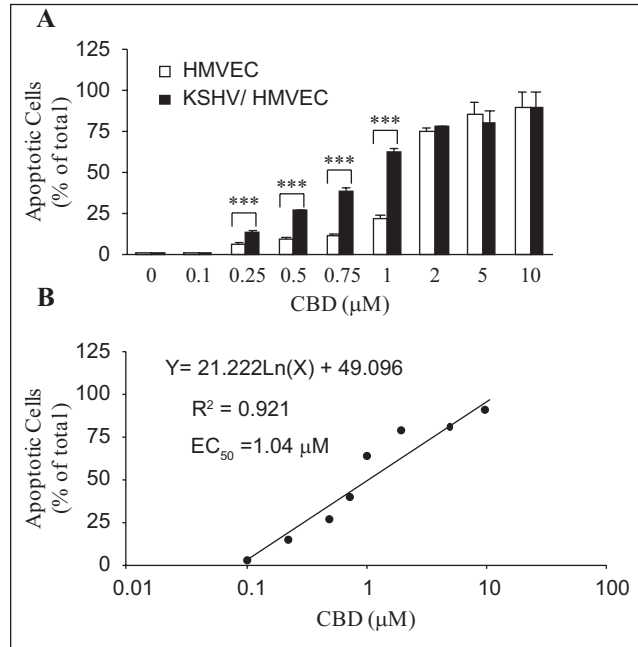 A
Apoptotic Cells
(% of total)
125
100
75
50
25
0
HMVEC
KSHV/ HMVEC
***
***
***
***
0 0.1 0.25 0.5 0.75 1 2 5 10
CBD (μM)
B
Apoptotic Cells
(% of total)
125
100
75
50
25
0
Y= 21.222Ln(X) + 49.096
R² = 0.921
EC₅₀ =1.04 μM
0.01 0.1 1 10 100
CBD (μM)